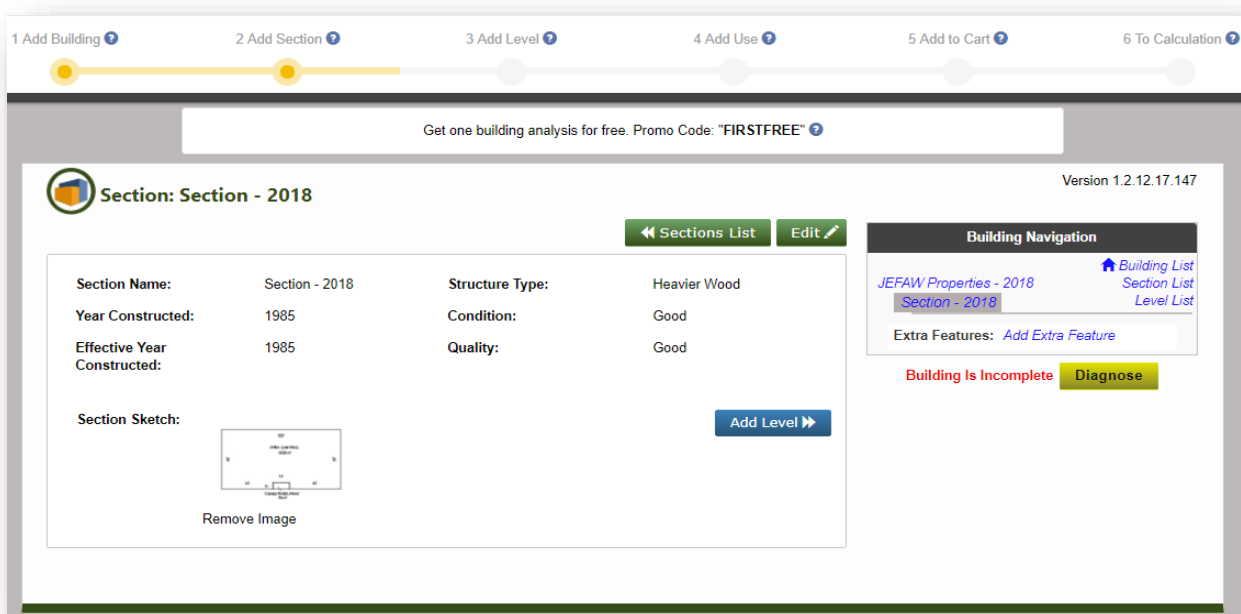 1 Add Building ?
2 Add Section ?
3 Add Level ?
4 Add Use ?
5 Add to Cart ?
6 To Calculation ?
Get one building analysis for free. Promo Code: "FIRSTFREE" ?
Version 1.2.12.17.147
Section: Section - 2018
Sections List
Edit
Section Name: Section - 2018 Structure Type: Heavier Wood
Year Constructed: 1985 Condition: Good
Effective Year Constructed: 1985 Quality: Good
Section Sketch:
Add Level
Remove Image
Building Navigation
Building List
JEFAW Properties - 2018 Section List
Section - 2018 Level List
Extra Features: Add Extra Feature
Building Is Incomplete Diagnose